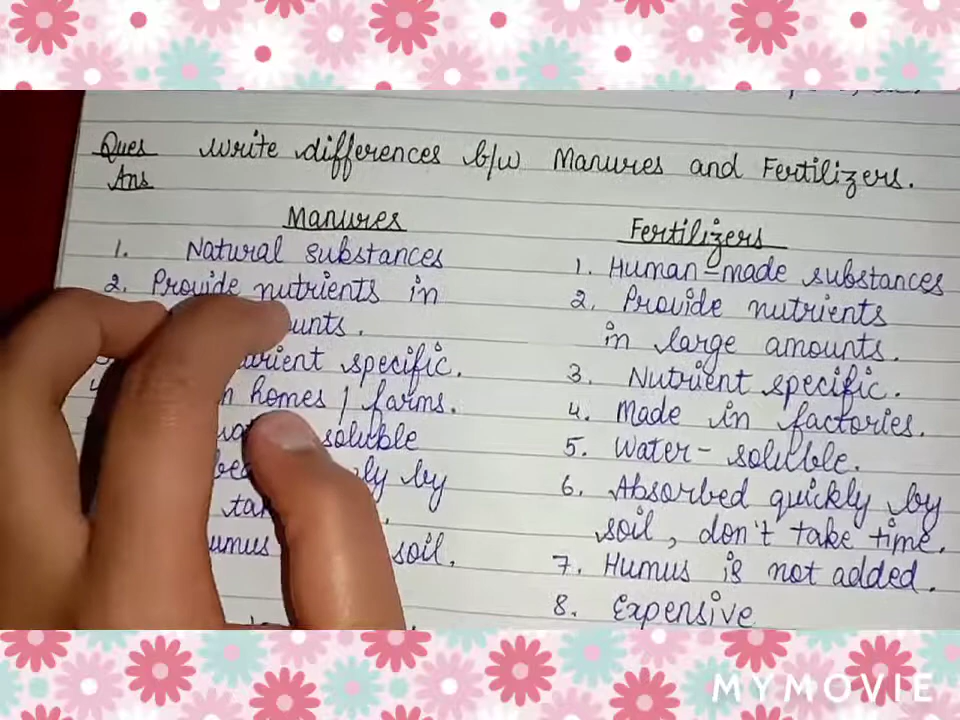 Ques write differences b/w Manures and Fertilizers.
Ans
Manures
1. Natural substances
2. Provide nutrients in
specific.
homes / farms.
soluble
by
soil.
Fertilizers
1. Human-made substances
2. Provide nutrients
in large amounts.
3. Nutrient specific.
4. Made in factories.
5. Water-soluble.
6. Absorbed quickly by
soil, don't take time.
7. Humus is not added.
8. Expensive
MYMOVIE